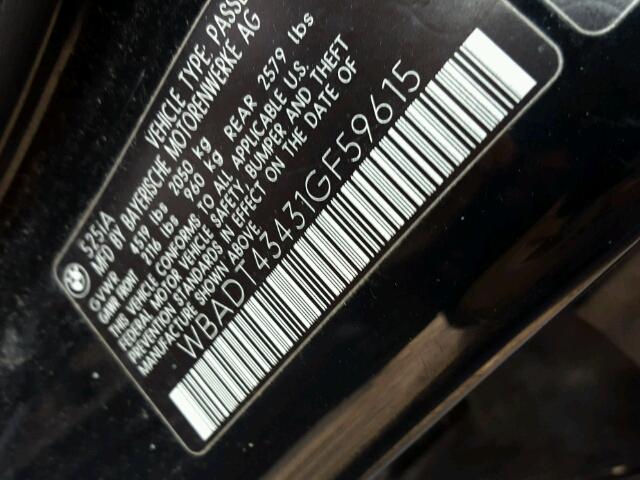 BMW
525IA VEHICLE TYPE: PASSE
MFD BY BAYERISCHE MOTORENWERKE AG
GVWR 4519 lbs 2050 kg
GAWR FRONT 2116 lbs 960 kg REAR 2579 lbs
THIS VEHICLE CONFORMS TO ALL APPLICABLE U.S.
FEDERAL MOTOR VEHICLE SAFETY, BUMPER AND THEFT
PREVENTION STANDARDS IN EFFECT ON THE DATE OF
MANUFACTURE SHOWN ABOVE.
WBADT43431GF59615